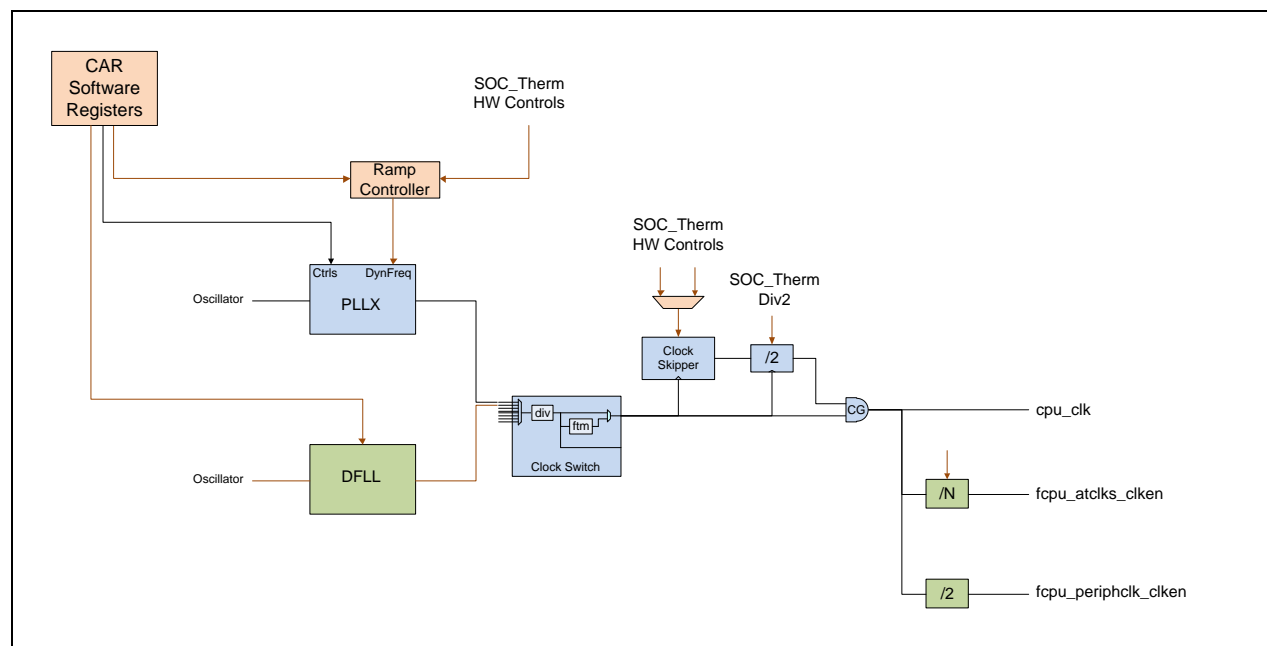 CAR
Software
Registers
SOC_Therm
HW Controls
Ramp
Controller
Ctrls
DynFreq
Oscillator
PLLX
SOC_Therm
HW Controls
SOC_Therm
Div2
Clock
Skipper
/2
div
ftm
Clock Switch
CG
cpu_clk
Oscillator
DFLL
/N
fcpu_atclks_clken
/2
fcpu_periphclk_clken